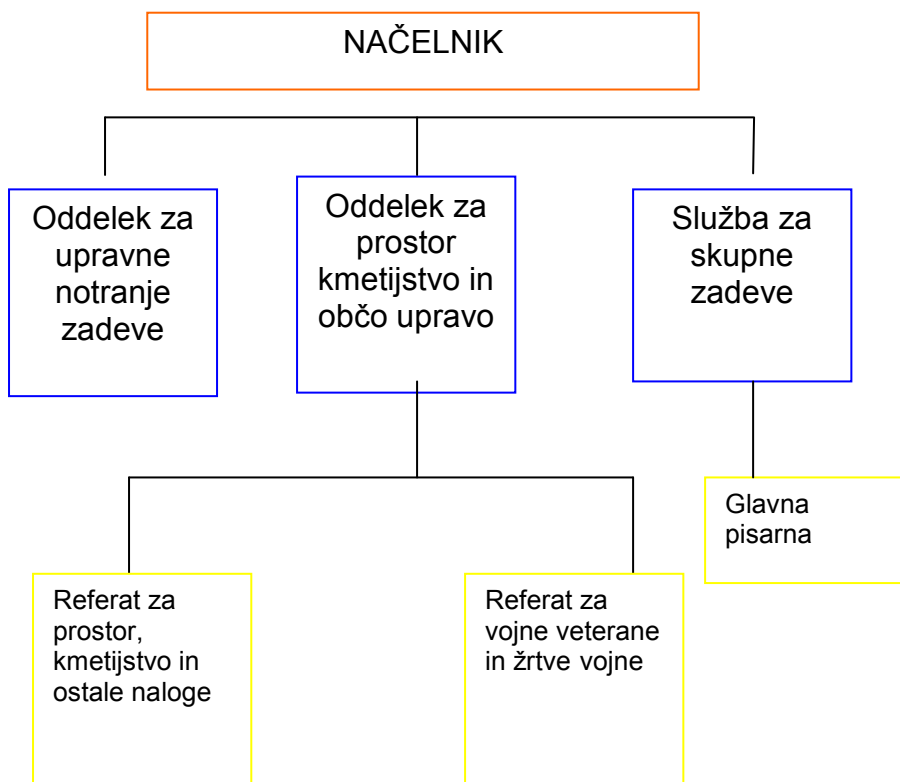 NAČELNIK
Oddelek za
upravne
notranje
zadeve
Oddelek za
prostor
kmetijstvo in
občo upravo
Služba za
skupne
zadeve
Glavna
pisarna
Referat za
prostor,
kmetijstvo in
ostale naloge
Referat za
vojne veterane
in žrtve vojne